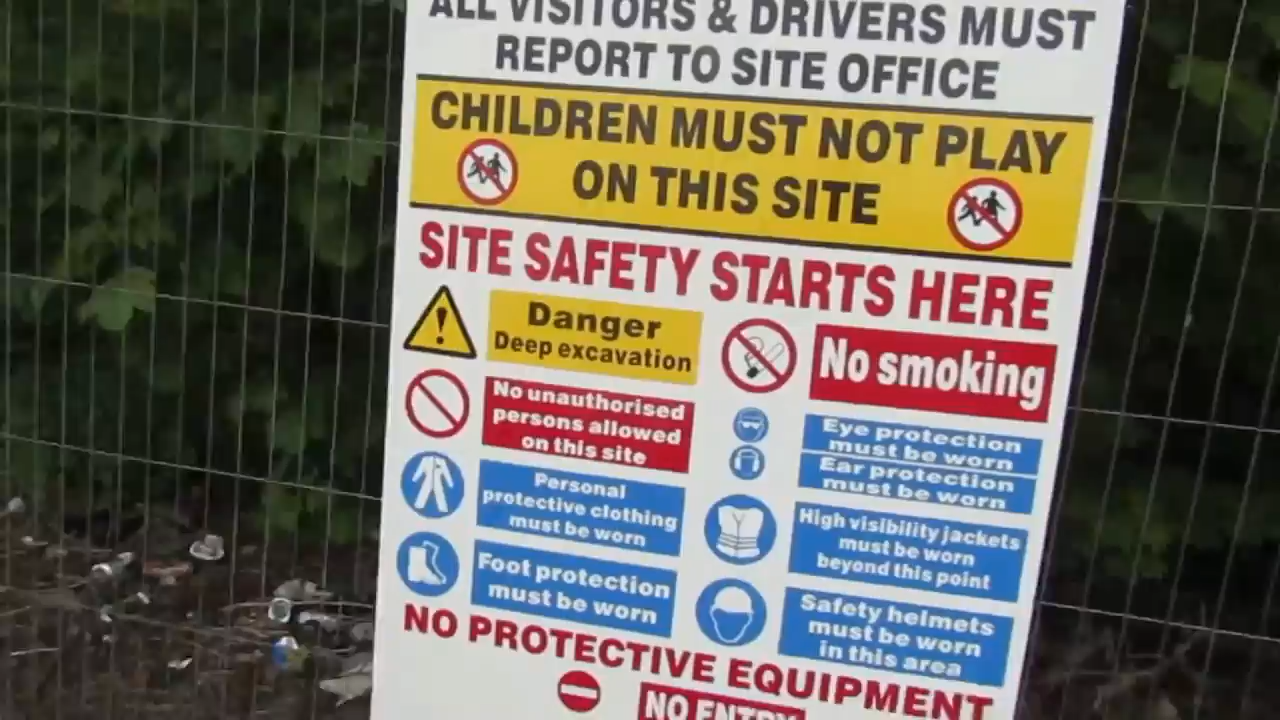 ALL VISITORS & DRIVERS MUST
REPORT TO SITE OFFICE
CHILDREN MUST NOT PLAY
ON THIS SITE
SITE SAFETY STARTS HERE
Danger
Deep excavation
No smoking
No unauthorised
persons allowed
on this site
Eye protection
must be worn
Ear protection
must be worn
Personal
protective clothing
must be worn
High visibility jackets
must be worn
beyond this point
Foot protection
must be worn
Safety helmets
must be worn
in this area
NO PROTECTIVE EQUIPMENT
NO ENTRY